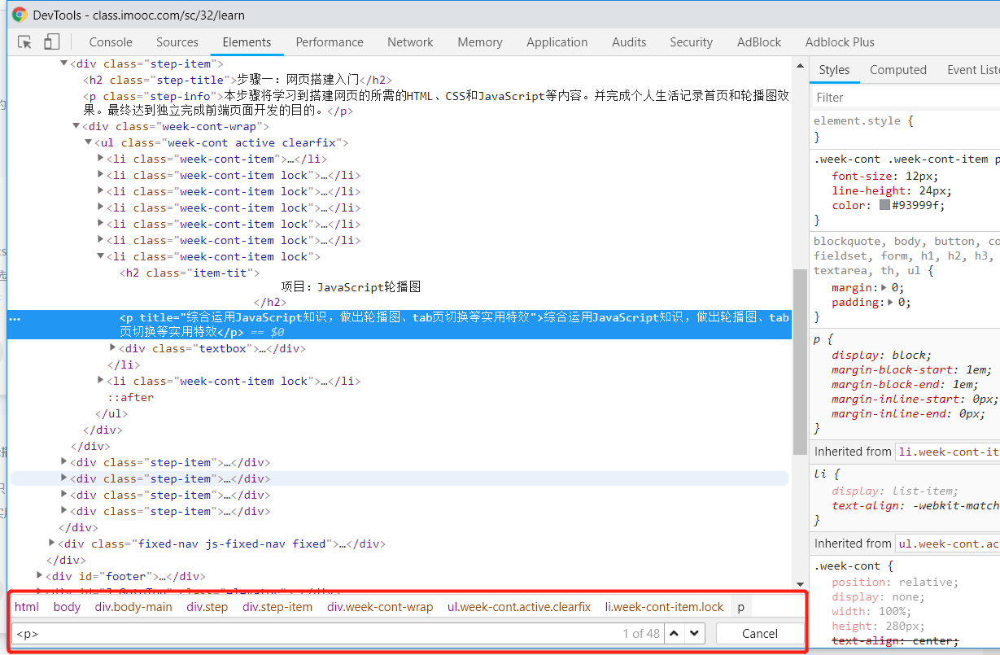 DevTools - class.imooc.com/sc/32/learn
Console Sources Elements Performance Network Memory Application Audits Security AdBlock Adblock Plus
▼<div class="step-item">
<h2 class="step-title">步骤一：网页搭建入门</h2>
<p class="step-info">本步骤将学习到搭建网页的所需的HTML、CSS和JavaScript等内容。并完成个人生活记录首页和轮播图效
果。最终达到独立完成前端页面开发的目的。</p>
▼<div class="week-cont-wrap">
▼<ul class="week-cont active clearfix">
▶<li class="week-cont-item">…</li>
▶<li class="week-cont-item lock">…</li>
▶<li class="week-cont-item lock">…</li>
▶<li class="week-cont-item lock">…</li>
▶<li class="week-cont-item lock">…</li>
▶<li class="week-cont-item lock">…</li>
▼<li class="week-cont-item lock">
<h2 class="item-tit">
项目：JavaScript轮播图
</h2>
… <p title="综合运用JavaScript知识，做出轮播图、tab页切换等实用特效">综合运用JavaScript知识，做出轮播图、tab
页切换等实用特效</p> == $0
▶<div class="textbox">…</div>
</li>
▶<li class="week-cont-item lock">…</li>
::after
</ul>
</div>
</div>
▶<div class="step-item">…</div>
▶<div class="step-item">…</div>
▶<div class="step-item">…</div>
▶<div class="step-item">…</div>
</div>
▶<div class="fixed-nav js-fixed-nav fixed">…</div>
</div>
▶<div id="footer">…</div>
html body div.body-main div.step div.step-item div.week-cont-wrap ul.week-cont.active.clearfix li.week-cont-item.lock p
<p> 1 of 48 Cancel
Styles Computed Event List
Filter
element.style {
}
.week-cont .week-cont-item p
font-size: 12px;
line-height: 24px;
color: #93999f;
}
blockquote, body, button, co
fieldset, form, h1, h2, h3,
textarea, th, ul {
margin:▶ 0;
padding:▶ 0;
}
p {
display: block;
margin-block-start: 1em;
margin-block-end: 1em;
margin-inline-start: 0px;
margin-inline-end: 0px;
}
Inherited from li.week-cont-it
li {
display: list-item;
text-align: -webkit-match
}
Inherited from ul.week-cont.ac
.week-cont {
position: relative;
display: none;
width: 100%;
height: 280px;
text-align: center;